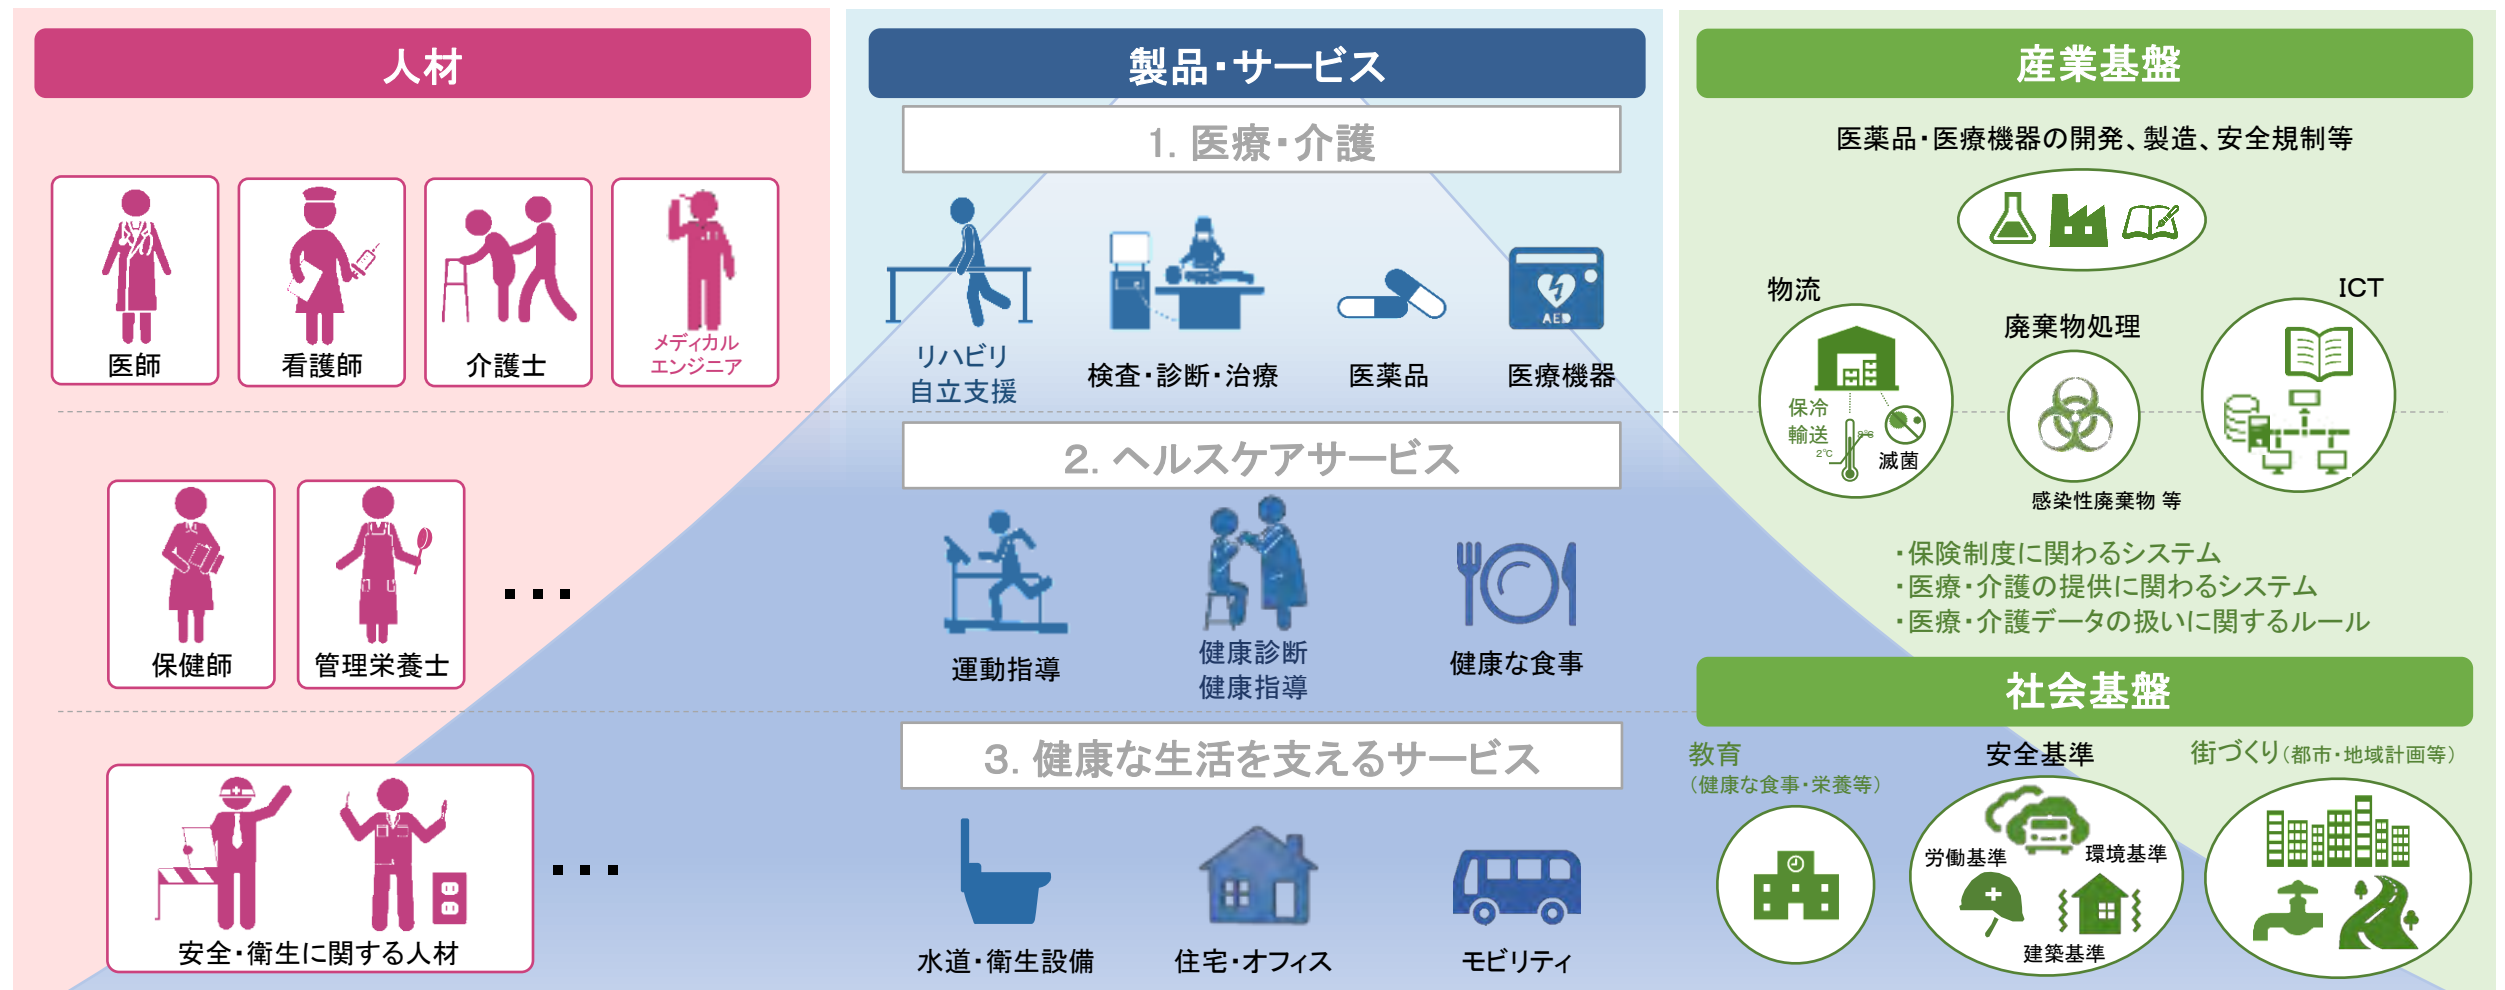 人材
医師
看護師
介護士
メディカル
エンジニア
保健師
管理栄養士
・・・
安全・衛生に関する人材
・・・
製品・サービス
1. 医療・介護
リハビリ
自立支援
検査・診断・治療
医薬品
AED
医療機器
2. ヘルスケアサービス
運動指導
健康診断
健康指導
健康な食事
3. 健康な生活を支えるサービス
水道・衛生設備
住宅・オフィス
モビリティ
産業基盤
医薬品・医療機器の開発、製造、安全規制等
物流
保冷
輸送
8℃
2℃
滅菌
廃棄物処理
感染性廃棄物 等
ICT
・保険制度に関わるシステム
・医療・介護の提供に関わるシステム
・医療・介護データの扱いに関するルール
社会基盤
教育
（健康な食事・栄養等）
安全基準
労働基準
環境基準
建築基準
街づくり（都市・地域計画等）